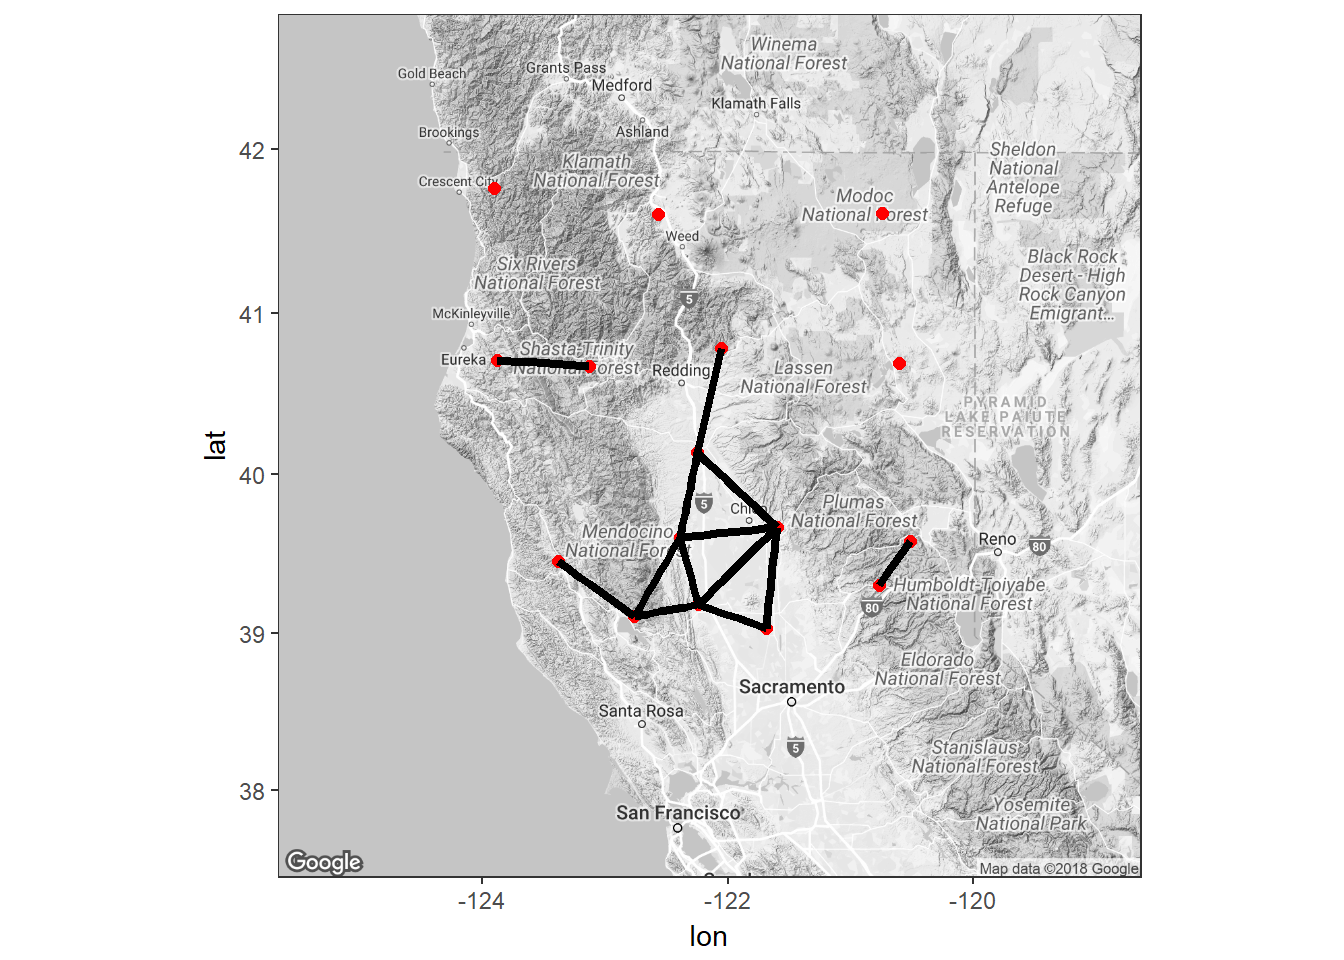 Winema
National Forest
Gold Beach
Grants Pass
Medford
Klamath Falls
Brookings
Ashland
42
Klamath
National Forest
Sheldon
National
Antelope
Refuge
Crescent City
Modoc
National Forest
Weed
Six Rivers
National Forest
Black Rock
Desert - High
Rock Canyon
Emigrant...
5
41
McKinleyville
Eureka
Shasta-Trinity
National Forest
Redding
Lassen
National Forest
PYRAMID
LAKE PAIUTE
RESERVATION
lat
40
5
Chico
Plumas
National Forest
Mendocino
National Forest
Reno
80
Humboldt-Toiyabe
National Forest
80
39
Eldorado
National Forest
Sacramento
Santa Rosa
5
Stanislaus
National Forest
38
San Francisco
Yosemite
National Park
Google
Map data ©2018 Google
-124
-122
-120
lon